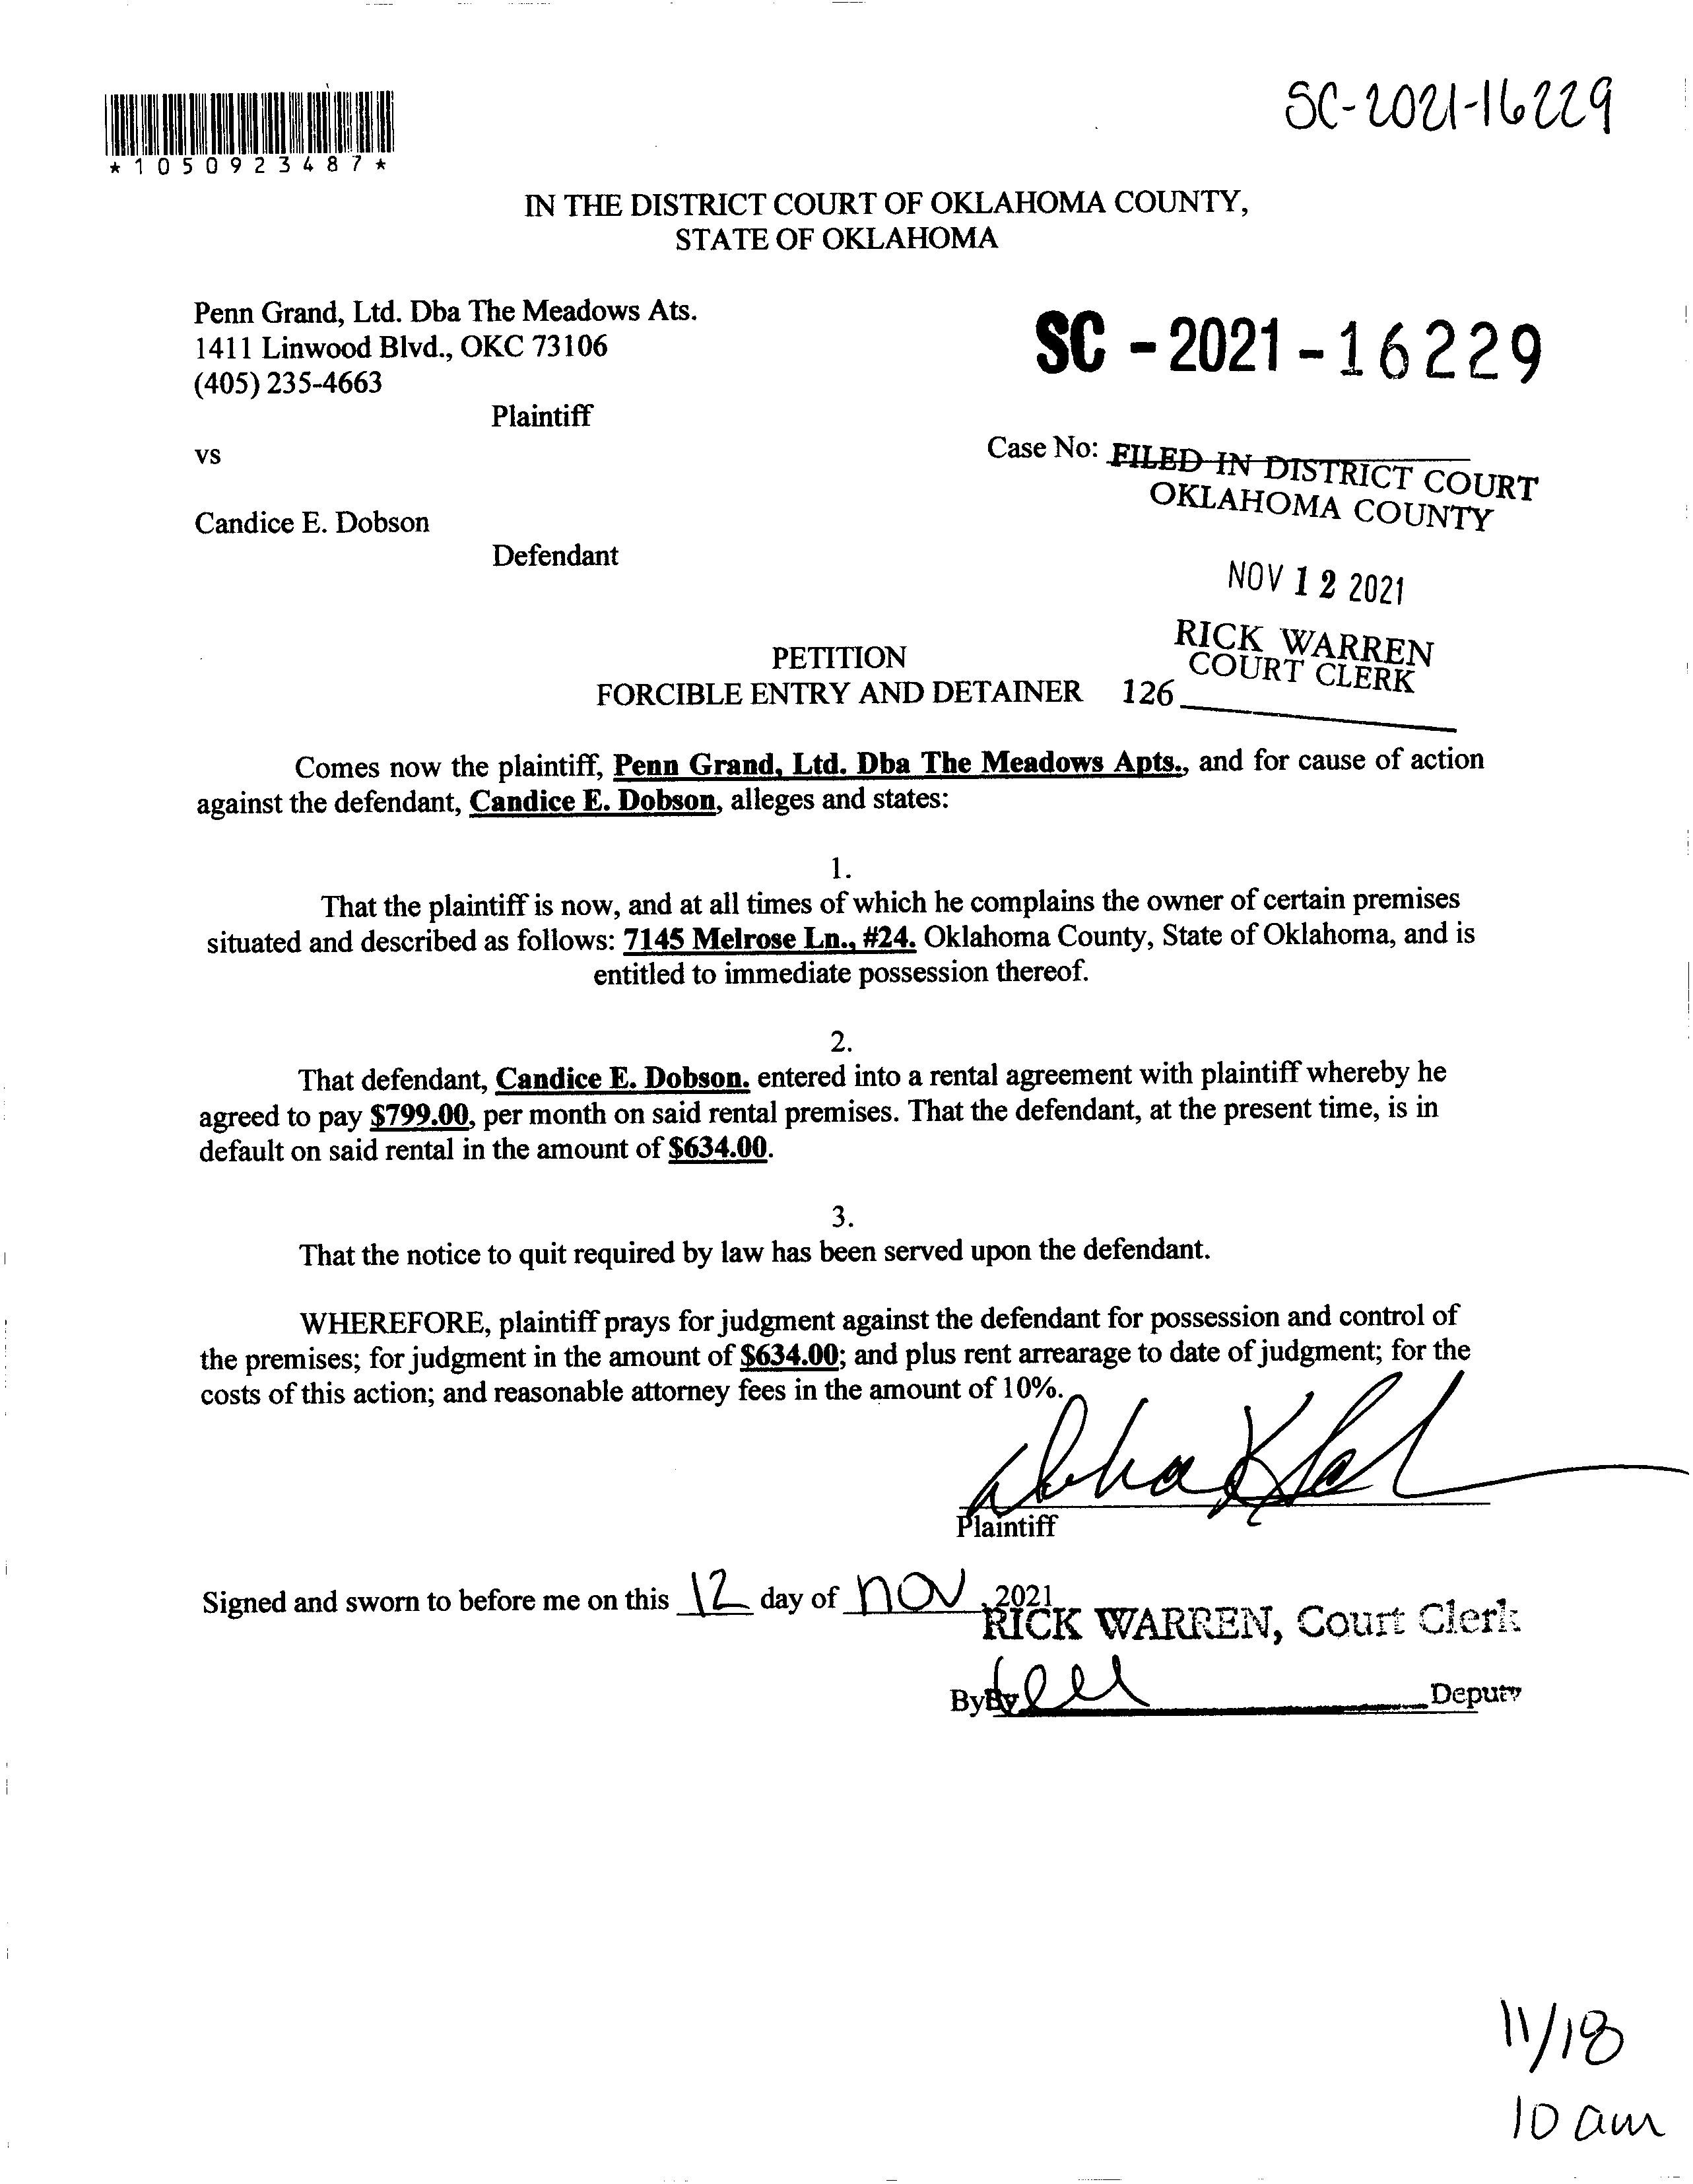 SC-2021-16229
*1050923487*
IN THE DISTRICT COURT OF OKLAHOMA COUNTY,
STATE OF OKLAHOMA
Penn Grand, Ltd. Dba The Meadows Ats.
1411 Linwood Blvd., OKC 73106
(405) 235-4663
Plaintiff
vs
Candice E. Dobson
Defendant
SC - 2021 - 16229
Case No:
FILED IN DISTRICT COURT
OKLAHOMA COUNTY
NOV 12 2021
RICK WARREN
COURT CLERK
126
PETITION
FORCIBLE ENTRY AND DETAINER
Comes now the plaintiff, Penn Grand, Ltd. Dba The Meadows Apts., and for cause of action
against the defendant, Candice E. Dobson, alleges and states:
1.
That the plaintiff is now, and at all times of which he complains the owner of certain premises
situated and described as follows: 7145 Melrose Ln., #24. Oklahoma County, State of Oklahoma, and is
entitled to immediate possession thereof.
2.
That defendant, Candice E. Dobson. entered into a rental agreement with plaintiff whereby he
agreed to pay $799.00, per month on said rental premises. That the defendant, at the present time, is in
default on said rental in the amount of $634.00.
3.
That the notice to quit required by law has been served upon the defendant.
WHEREFORE, plaintiff prays for judgment against the defendant for possession and control of
the premises; for judgment in the amount of $634.00; and plus rent arrearage to date of judgment; for the
costs of this action; and reasonable attorney fees in the amount of 10%.
Plaintiff
Signed and sworn to before me on this 12 day of NOV, 2021
RICK WARREN, Court Clerk
By By Deputy
11/18
10 am